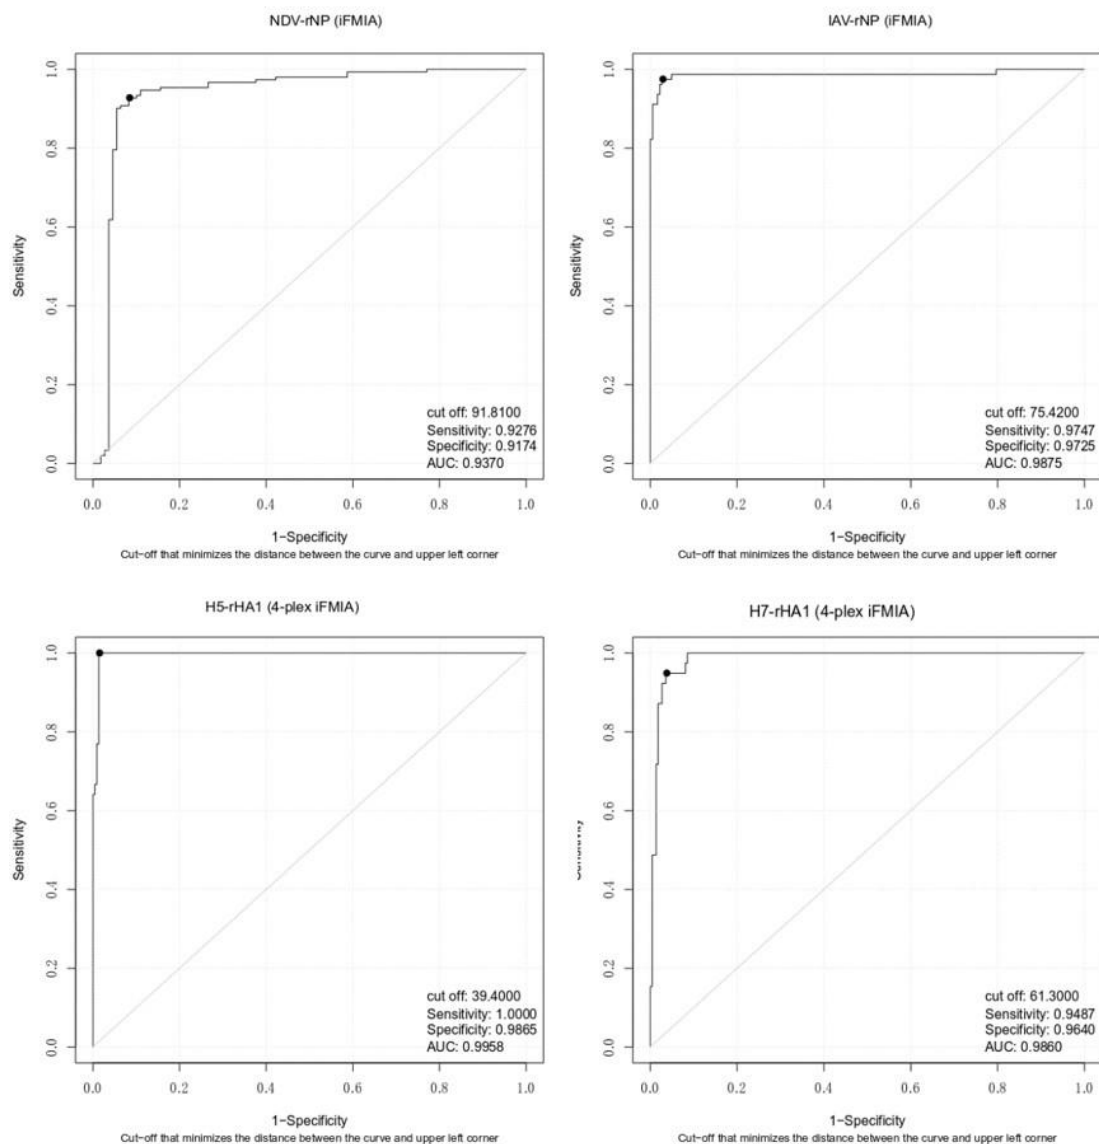 NDV-rNP (iFMIA)
1.0
0.8
0.6
0.4
0.2
0.0
Sensitivity
cut off: 91.8100
Sensitivity: 0.9276
Specificity: 0.9174
AUC: 0.9370
0.0 0.2 0.4 0.6 0.8 1.0
1-Specificity
Cut-off that minimizes the distance between the curve and upper left corner
IAV-rNP (iFMIA)
1.0
0.8
0.6
0.4
0.2
0.0
Sensitivity
cut off: 75.4200
Sensitivity: 0.9747
Specificity: 0.9725
AUC: 0.9875
0.0 0.2 0.4 0.6 0.8 1.0
1-Specificity
Cut-off that minimizes the distance between the curve and upper left corner
H5-rHA1 (4-plex iFMIA)
1.0
0.8
0.6
0.4
0.2
0.0
Sensitivity
cut off: 39.4000
Sensitivity: 1.0000
Specificity: 0.9865
AUC: 0.9958
0.0 0.2 0.4 0.6 0.8 1.0
1-Specificity
Cut-off that minimizes the distance between the curve and upper left corner
H7-rHA1 (4-plex iFMIA)
1.0
0.8
0.6
0.4
0.2
0.0
Sensitivity
cut off: 61.3000
Sensitivity: 0.9487
Specificity: 0.9640
AUC: 0.9860
0.0 0.2 0.4 0.6 0.8 1.0
1-Specificity
Cut-off that minimizes the distance between the curve and upper left corner